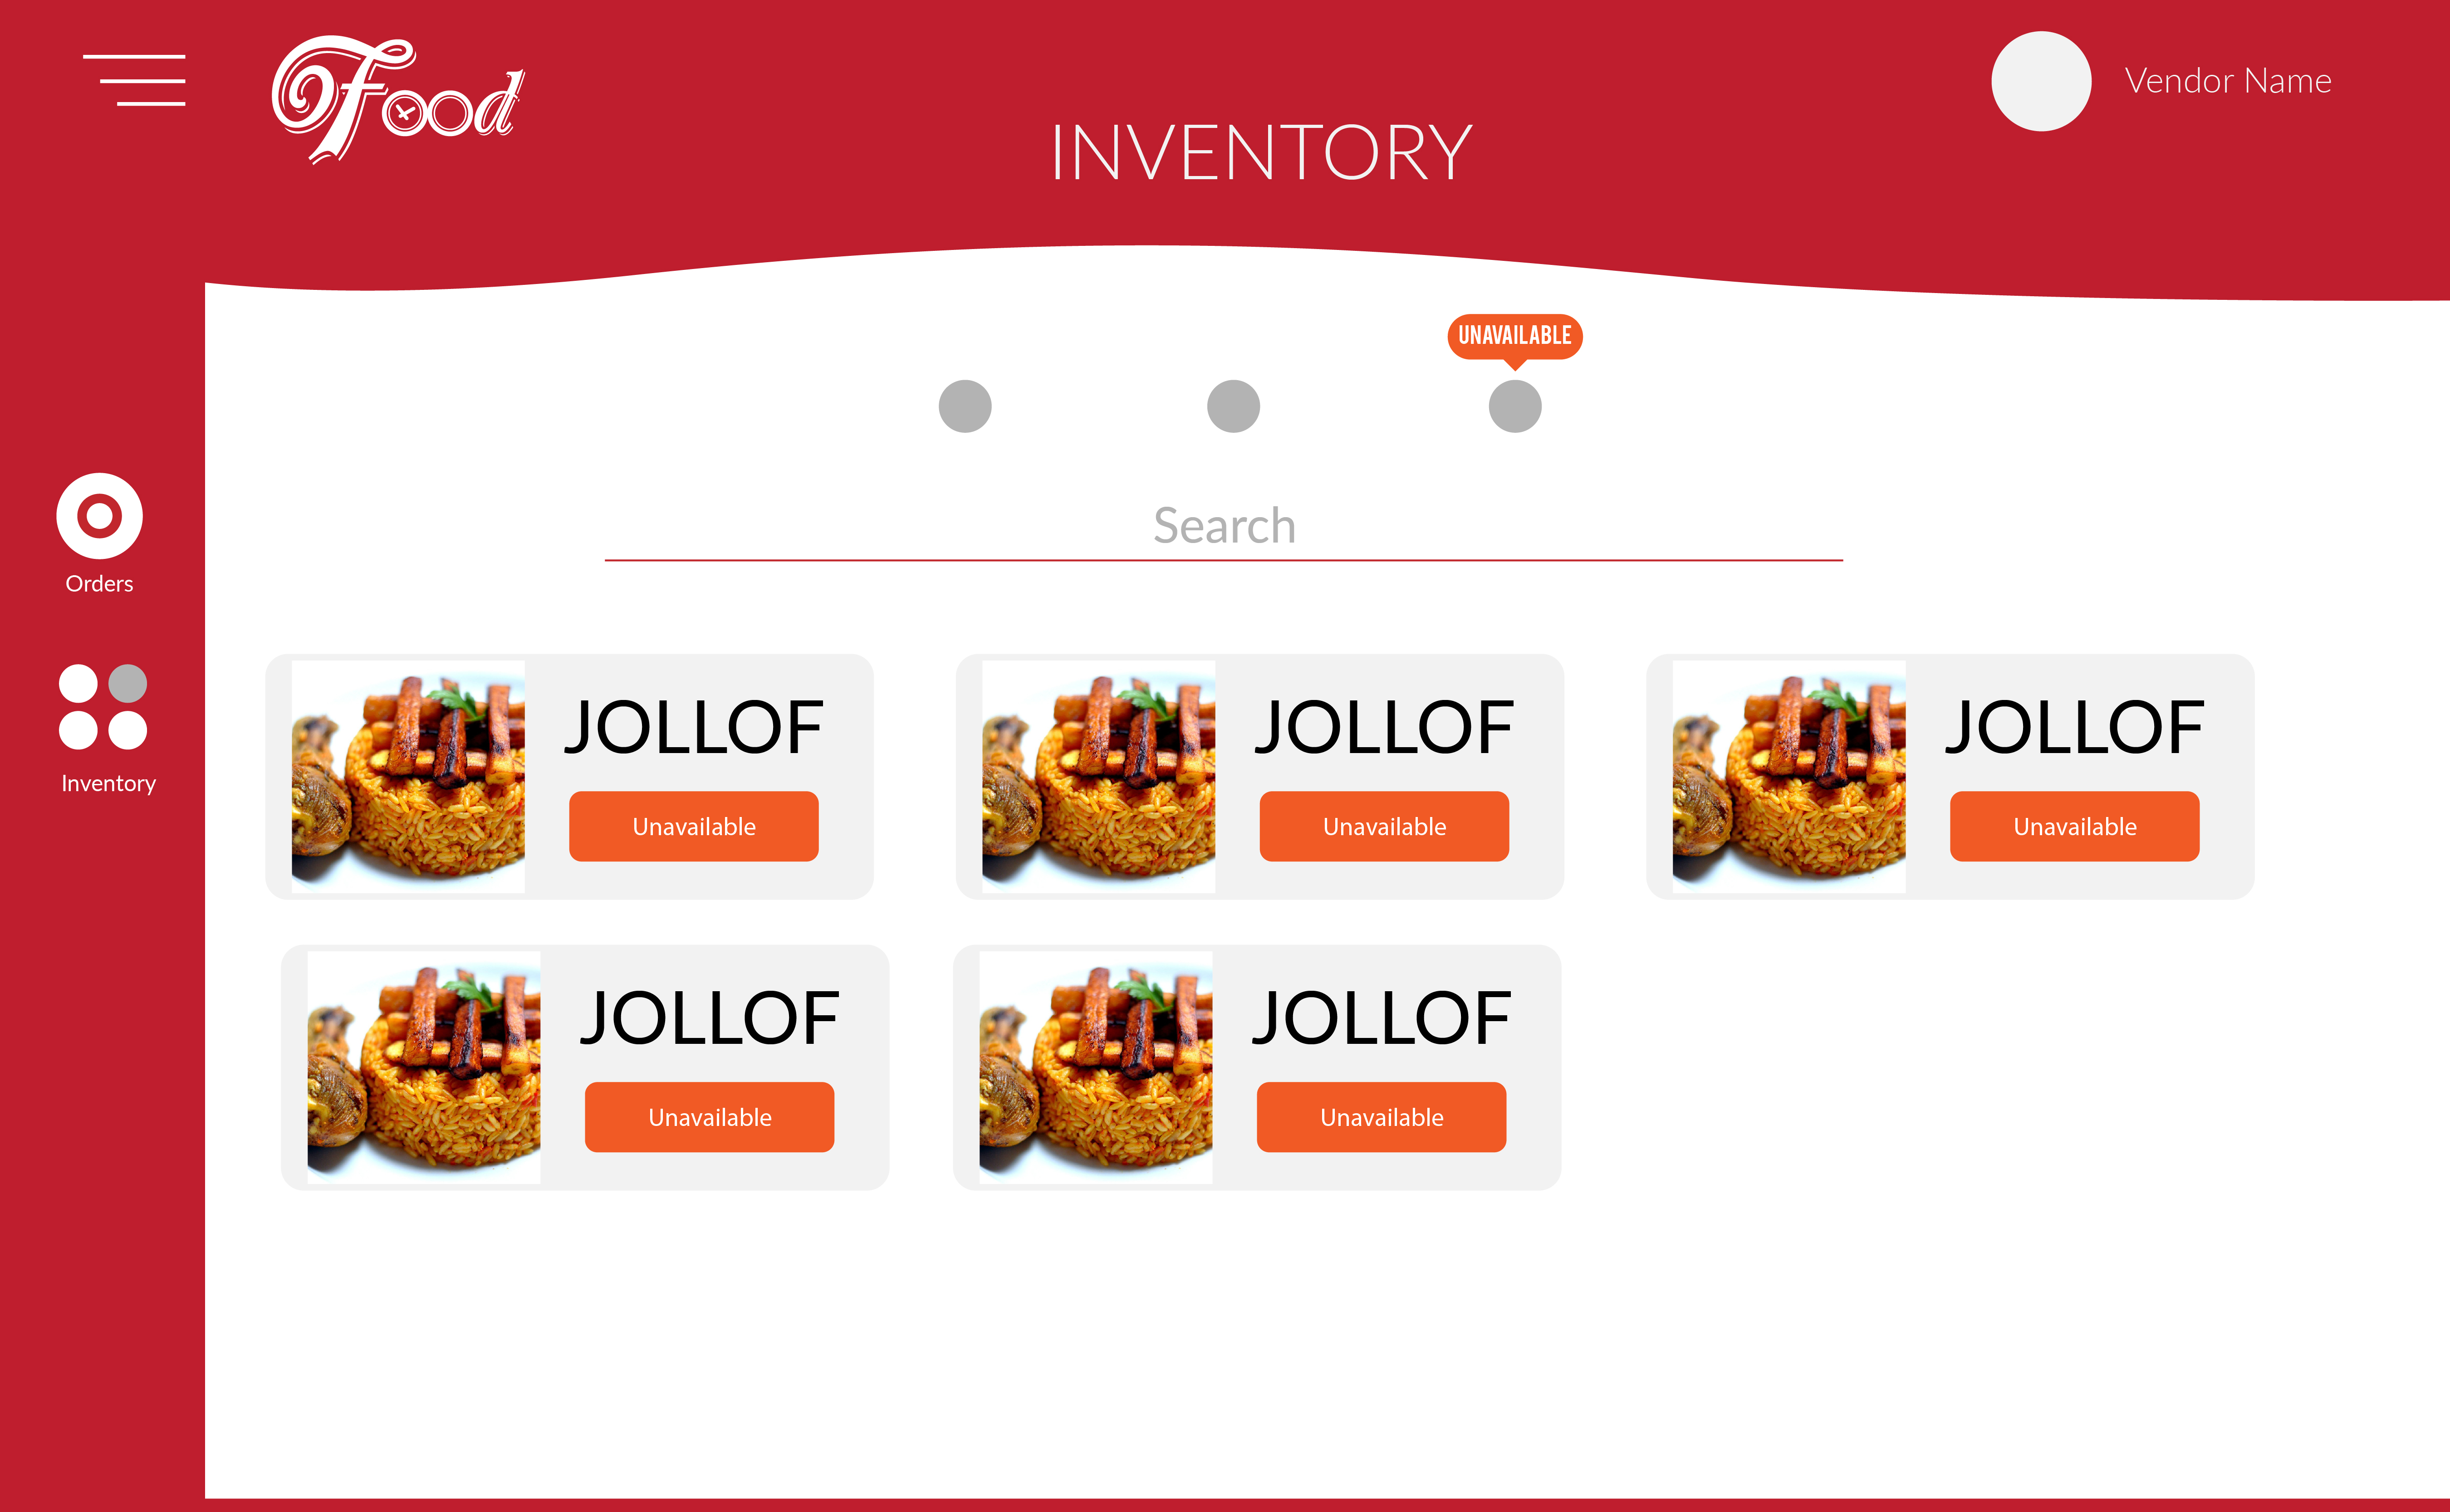 Food
Vendor Name
INVENTORY
UNAVAILABLE
Search
Orders
Inventory
JOLLOF
Unavailable
JOLLOF
Unavailable
JOLLOF
Unavailable
JOLLOF
Unavailable
JOLLOF
Unavailable